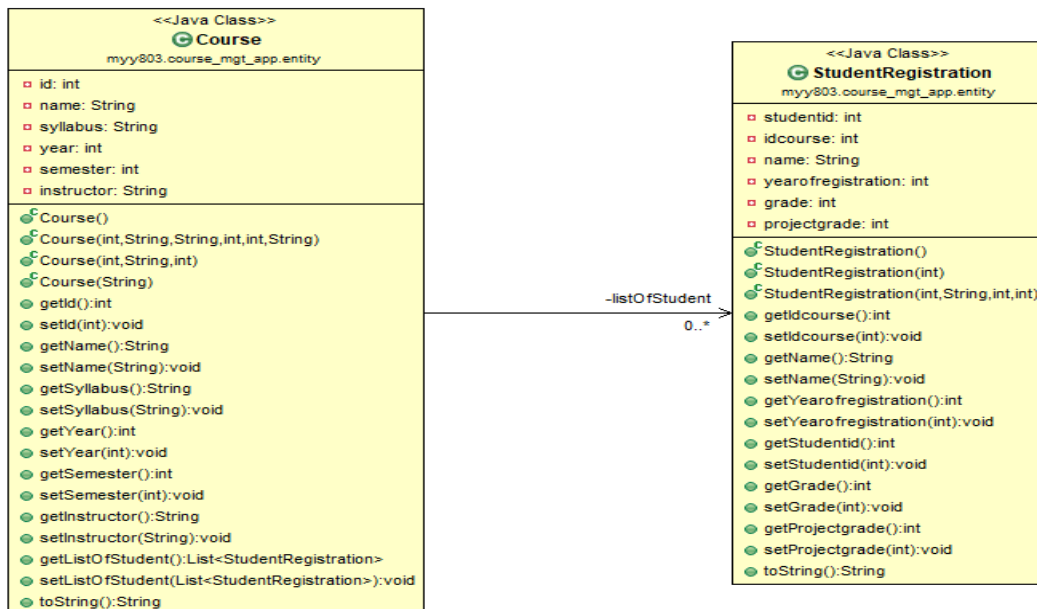 <<Java Class>>
Course
myy803.course_mgt_app.entity
id: int
name: String
syllabus: String
year: int
semester: int
instructor: String
Course()
Course(int,String,String,int,int,String)
Course(int,String,int)
Course(String)
getId():int
setId(int):void
getName():String
setName(String):void
getSyllabus():String
setSyllabus(String):void
getYear():int
setYear(int):void
getSemester():int
setSemester(int):void
getInstructor():String
setInstructor(String):void
getListOfStudent():List<StudentRegistration>
setListOfStudent(List<StudentRegistration>):void
toString():String
-listOfStudent
0..*
<<Java Class>>
StudentRegistration
myy803.course_mgt_app.entity
studentid: int
idcourse: int
name: String
yearofregistration: int
grade: int
projectgrade: int
StudentRegistration()
StudentRegistration(int)
StudentRegistration(int,String,int,int)
getIdcourse():int
setIdcourse(int):void
getName():String
setName(String):void
getYearofregistration():int
setYearofregistration(int):void
getStudentid():int
setStudentid(int):void
getGrade():int
setGrade(int):void
getProjectgrade():int
setProjectgrade(int):void
toString():String